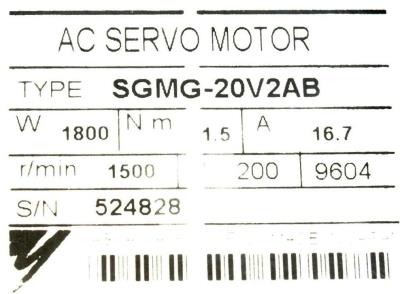 AC SERVO MOTOR
TYPE SGMG-20V2AB
W 1800 N m 1.5 A 16.7
r/min 1500 200 9604
S/N 524828